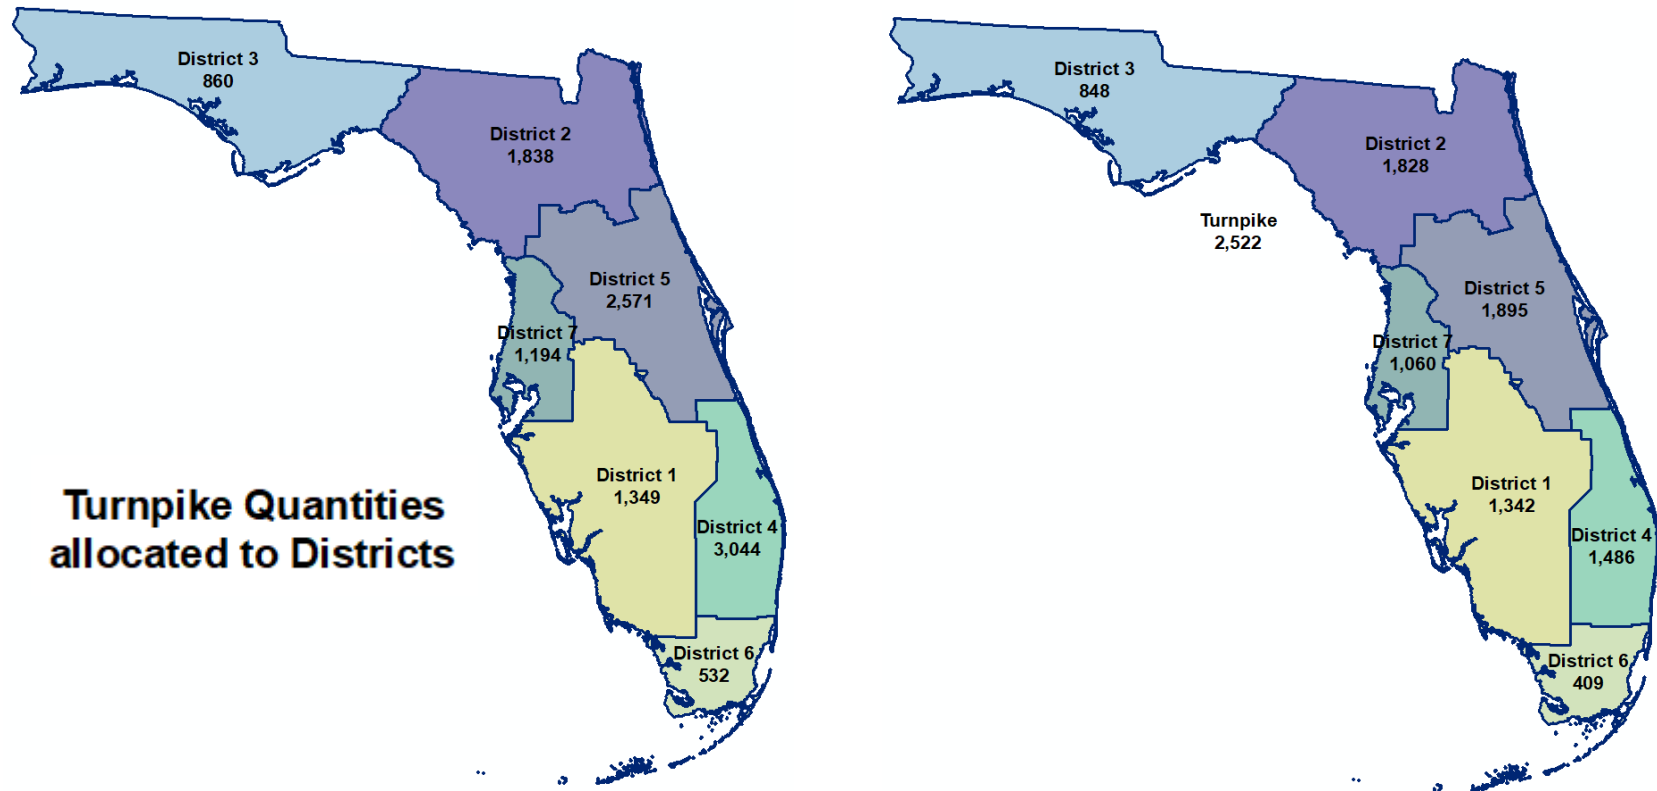 District 3
860
District 2
1,838
District 5
2,571
District 7
1,194
District 1
1,349
District 4
3,044
District 6
532
Turnpike Quantities
allocated to Districts
District 3
848
District 2
1,828
Turnpike
2,522
District 5
1,895
District 7
1,060
District 1
1,342
District 4
1,486
District 6
409